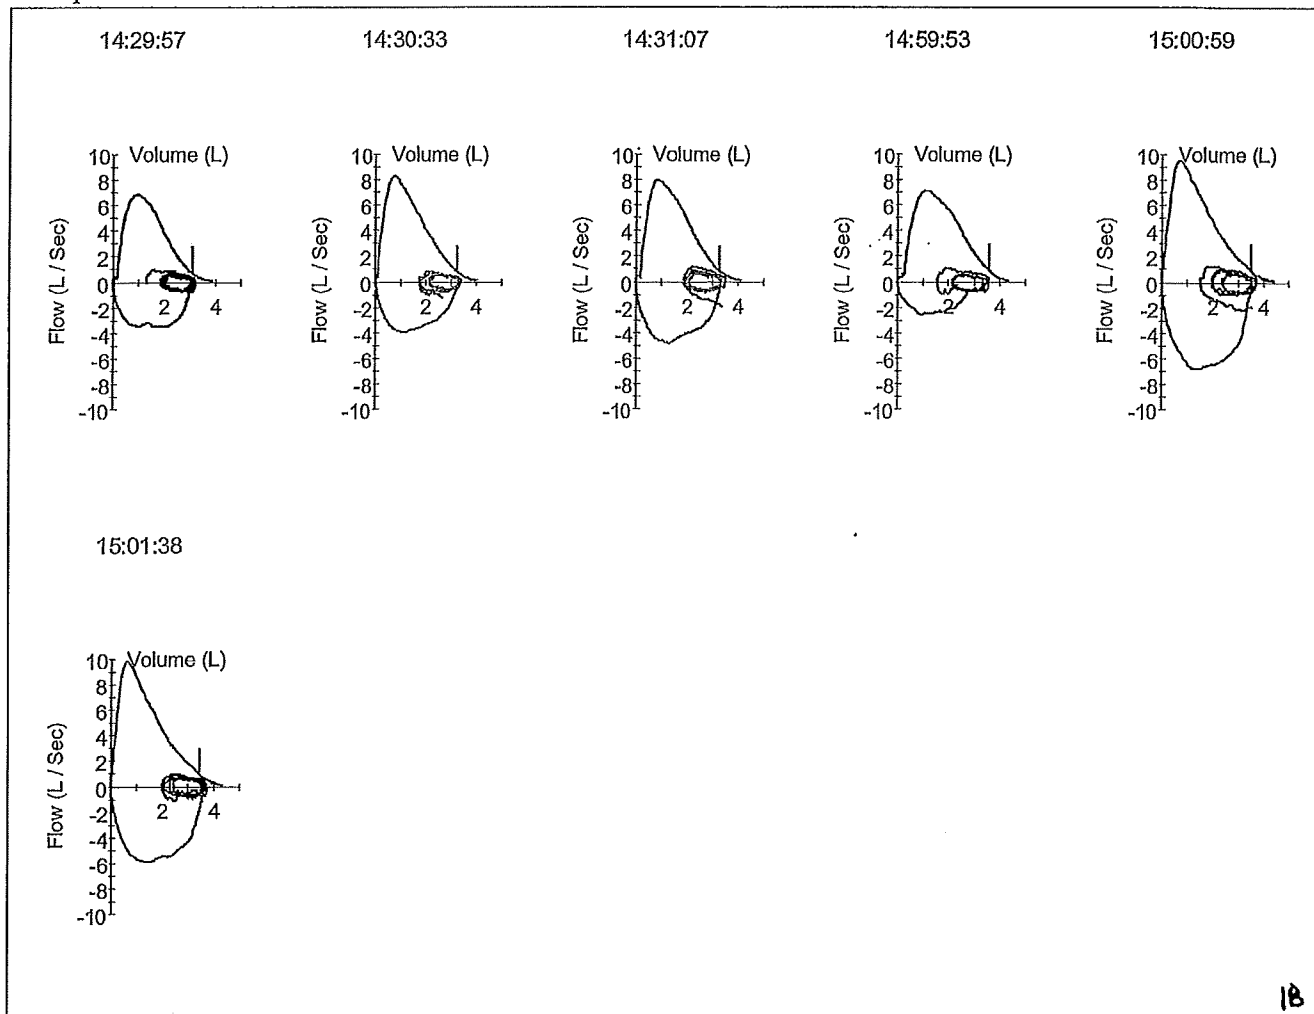 14:29:57 14:30:33 14:31:07 14:59:53 15:00:59
10 Volume (L) 10 Volume (L) 10 Volume (L) 10 Volume (L) 10 Volume (L)
8 8 8 8 8
6 6 6 6 6
4 4 4 4 4
2 2 2 2 2
0 0 0 0 0
-2 2 4 -2 2 4 -2 2 4 -2 2 4 -2 2 4
-4 -4 -4 -4 -4
-6 -6 -6 -6 -6
-8 -8 -8 -8 -8
-10 -10 -10 -10 -10
Flow (L / Sec) Flow (L / Sec) Flow (L / Sec) Flow (L / Sec) Flow (L / Sec)
15:01:38
10 Volume (L)
8
6
4
2
0
-2 2 4
-4
-6
-8
-10
Flow (L / Sec)
18